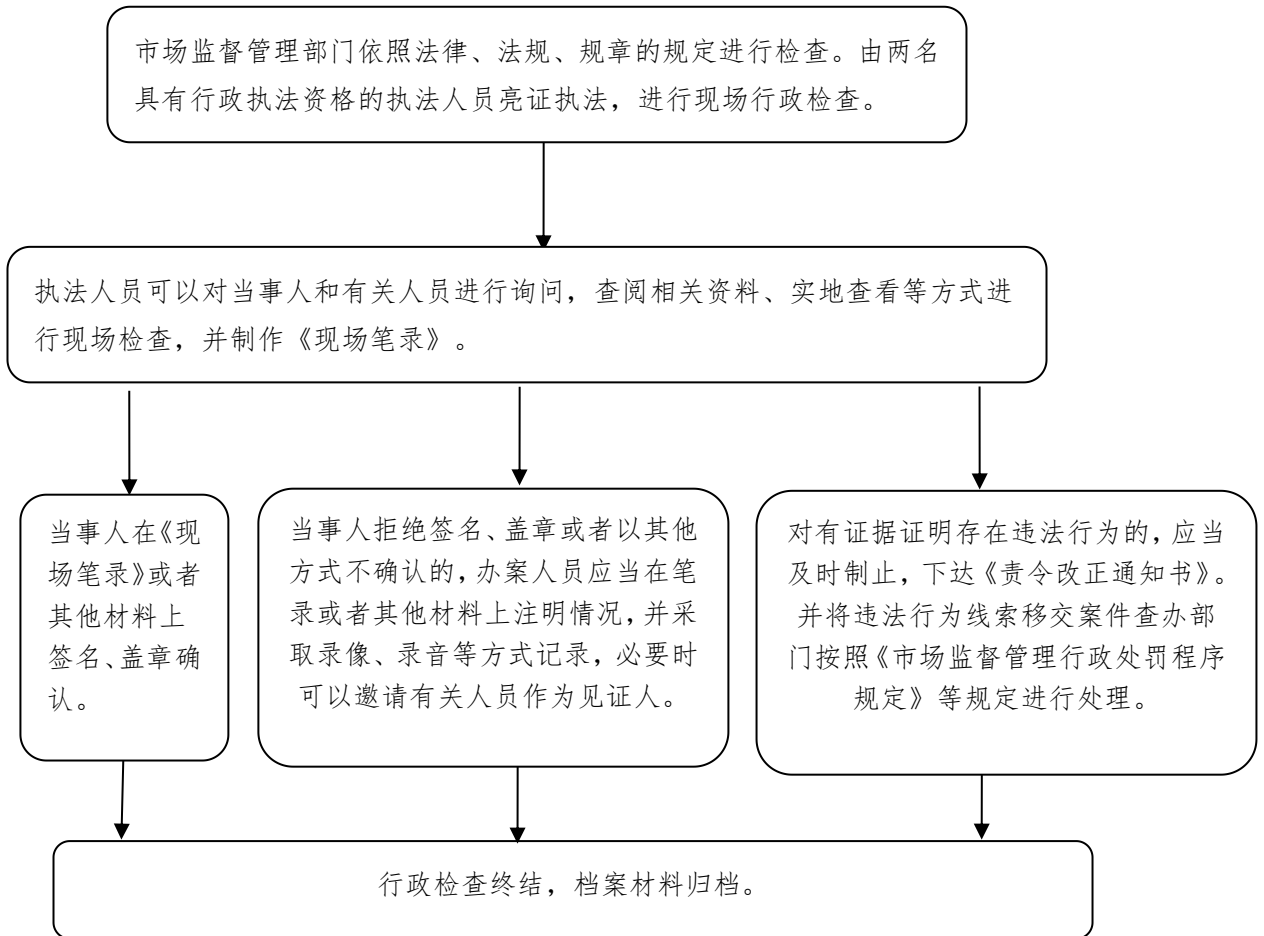 市场监督管理部门依照法律、法规、规章的规定进行检查。由两名
具有行政执法资格的执法人员亮证执法，进行现场行政检查。
执法人员可以对当事人和有关人员进行询问，查阅相关资料、实地查看等方式进
行现场检查，并制作《现场笔录》。
当事人在《现
场笔录》或者
其他材料上
签名、盖章确
认。
当事人拒绝签名、盖章或者以其他
方式不确认的，办案人员应当在笔
录或者其他材料上注明情况，并采
取录像、录音等方式记录，必要时
可以邀请有关人员作为见证人。
对有证据证明存在违法行为的，应当
及时制止，下达《责令改正通知书》。
并将违法行为线索移交案件查办部
门按照《市场监督管理行政处罚程序
规定》等规定进行处理。
行政检查终结，档案材料归档。